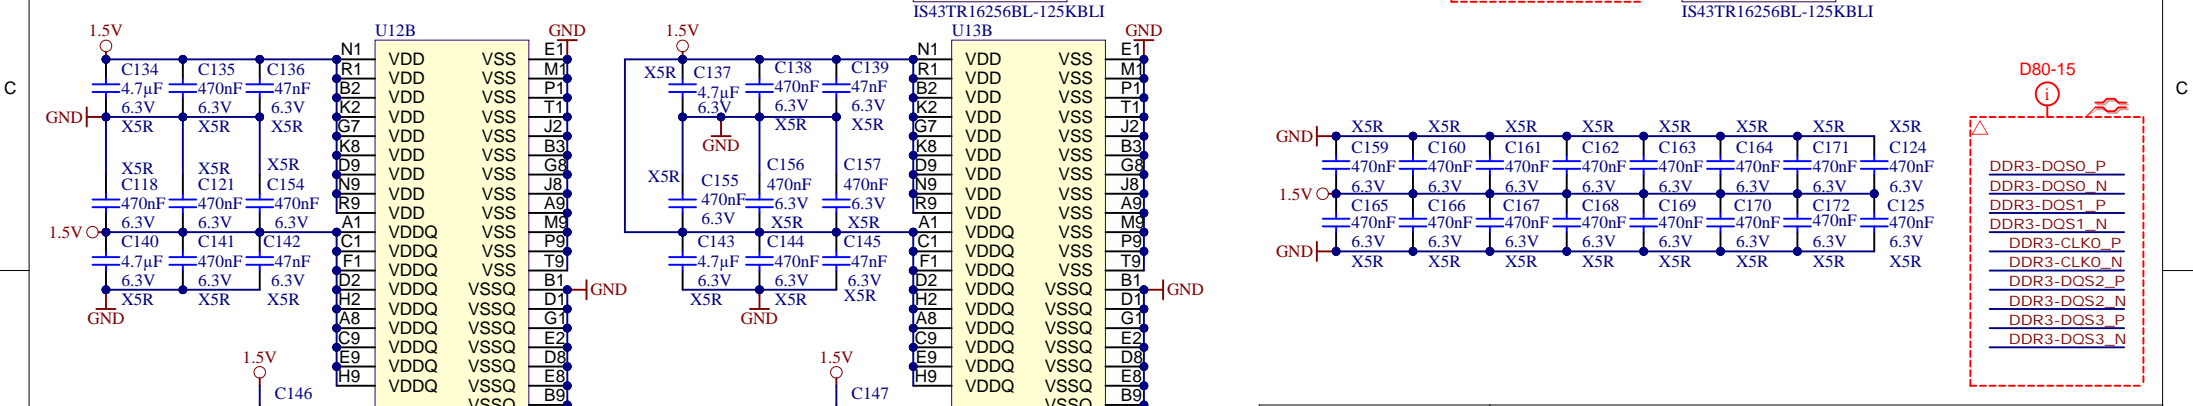 IS43TR16256BL-125KBLI
IS43TR16256BL-125KBLI
C
C
1.5V
U12B
GND
C134
4.7µF
6.3V
X5R
C135
470nF
6.3V
X5R
C136
47nF
6.3V
X5R
GND
X5R
C118
470nF
6.3V
X5R
C121
470nF
6.3V
X5R
C154
470nF
6.3V
1.5V
C140
4.7µF
6.3V
X5R
C141
470nF
6.3V
X5R
C142
47nF
6.3V
X5R
GND
1.5V
C146
N1 VDD VSS E1
R1 VDD VSS M1
B2 VDD VSS P1
K2 VDD VSS T1
G7 VDD VSS J2
K8 VDD VSS B3
D9 VDD VSS G8
N9 VDD VSS J8
R9 VDD VSS A9
A1 VDDQ VSS M9
C1 VDDQ VSS P9
F1 VDDQ VSS T9
D2 VDDQ VSSQ B1
H2 VDDQ VSSQ D1
A8 VDDQ VSSQ G1
C9 VDDQ VSSQ E2
E9 VDDQ VSSQ D8
H9 VDDQ VSSQ E8
VSSQ B9
GND
1.5V
U13B
GND
X5R
C137
4.7µF
6.3V
C138
470nF
6.3V
X5R
C139
47nF
6.3V
X5R
GND
X5R
C155
470nF
6.3V
C156
470nF
6.3V
X5R
C157
470nF
6.3V
X5R
C143
4.7µF
6.3V
X5R
C144
470nF
6.3V
X5R
C145
47nF
6.3V
X5R
GND
1.5V
C147
N1 VDD VSS E1
R1 VDD VSS M1
B2 VDD VSS P1
K2 VDD VSS T1
G7 VDD VSS J2
K8 VDD VSS B3
D9 VDD VSS G8
N9 VDD VSS J8
R9 VDD VSS A9
A1 VDDQ VSS M9
C1 VDDQ VSS P9
F1 VDDQ VSS T9
D2 VDDQ VSSQ B1
H2 VDDQ VSSQ D1
A8 VDDQ VSSQ G1
C9 VDDQ VSSQ E2
E9 VDDQ VSSQ D8
H9 VDDQ VSSQ E8
VSSQ B9
GND
GND
X5R X5R X5R X5R X5R X5R X5R X5R
C159 C160 C161 C162 C163 C164 C171 C124
470nF 470nF 470nF 470nF 470nF 470nF 470nF 470nF
6.3V 6.3V 6.3V 6.3V 6.3V 6.3V 6.3V 6.3V
1.5V
C165 C166 C167 C168 C169 C170 C172 C125
470nF 470nF 470nF 470nF 470nF 470nF 470nF 470nF
6.3V 6.3V 6.3V 6.3V 6.3V 6.3V 6.3V 6.3V
GND
X5R X5R X5R X5R X5R X5R X5R X5R
D80-15
i
DDR3-DQS0_P
DDR3-DQS0_N
DDR3-DQS1_P
DDR3-DQS1_N
DDR3-CLK0_P
DDR3-CLK0_N
DDR3-DQS2_P
DDR3-DQS2_N
DDR3-DQS3_P
DDR3-DQS3_N